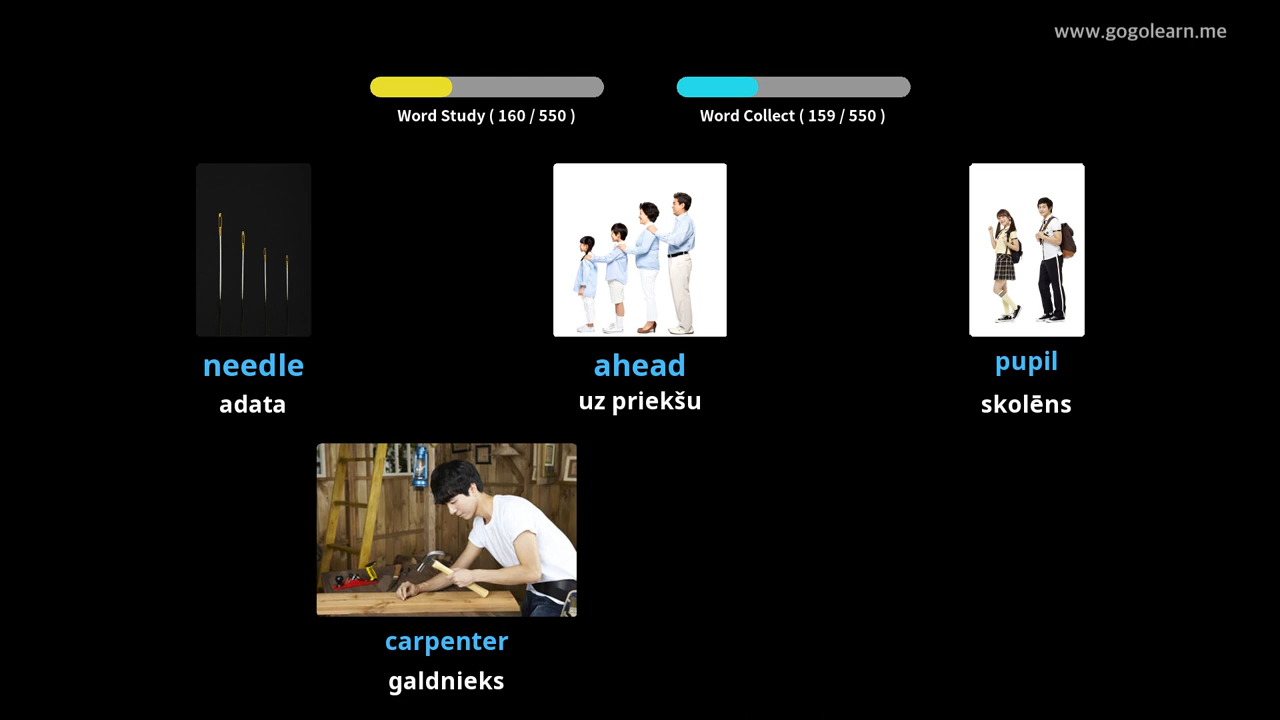 www.gogolearn.me
Word Study ( 160 / 550 )
Word Collect ( 159 / 550 )
needle
adata
ahead
uz priekšu
pupil
skolēns
carpenter
galdnieks